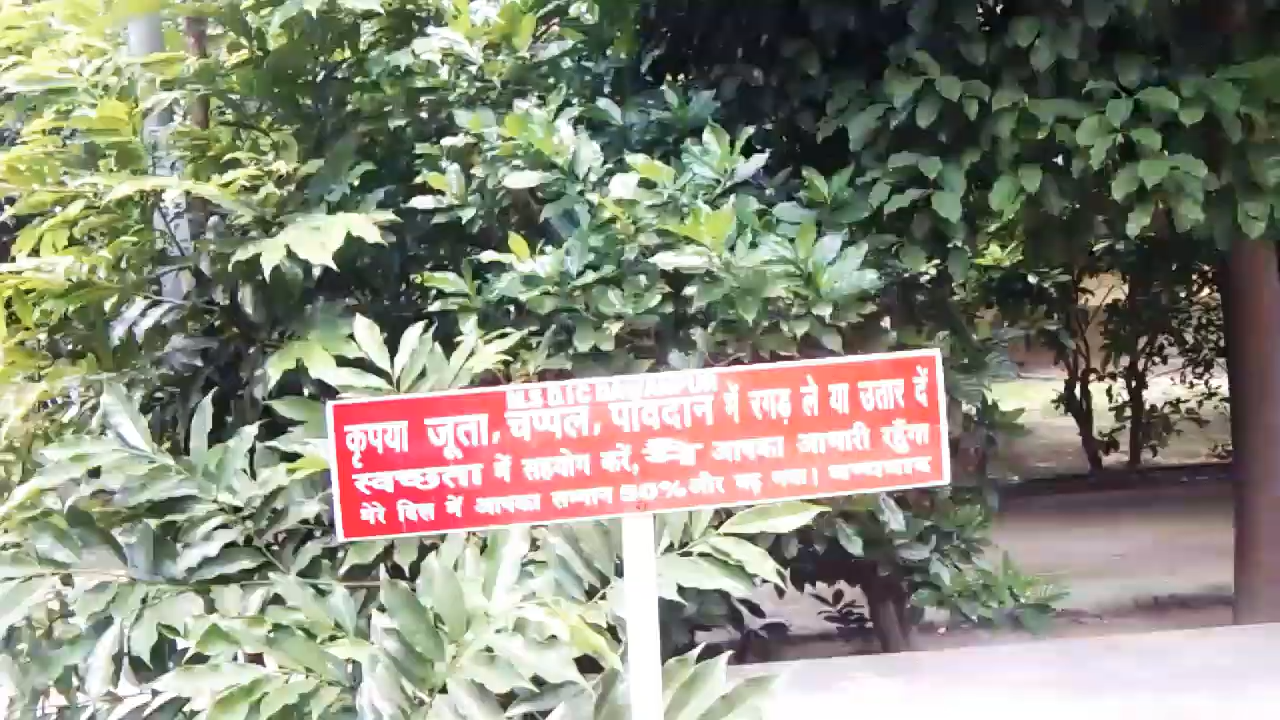 कृपया जूता, चप्पल, पांवदान में रगड़ ले या उतार दें
स्वच्छता में सहयोग करें, मैं आपका आभारी रहूँगा
मेरे दिल में आपका सम्मान 50% और बढ़ गया। धन्यवाद